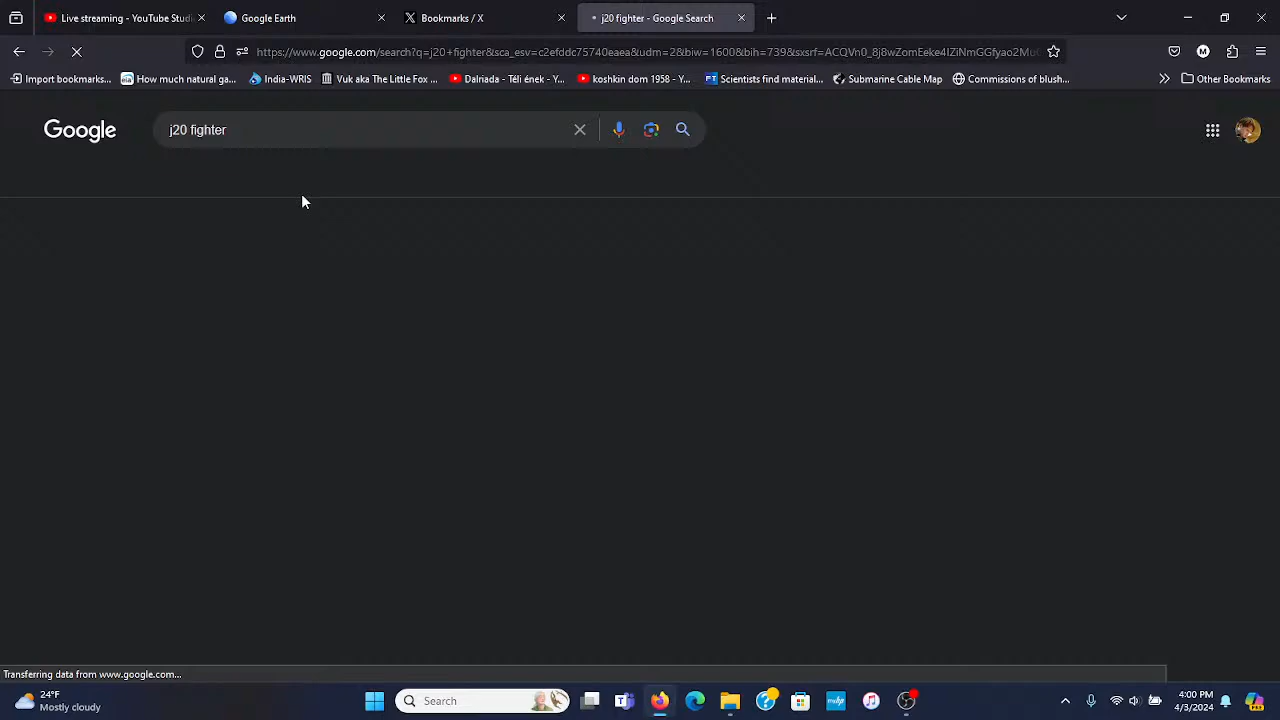 Live streaming - YouTube Studi
Google Earth
Bookmarks / X
j20 fighter - Google Search
https://www.google.com/search?q=j20+fighter&sca_esv=c2efddc75740eaea&udm=2&biw=1600&bih=739&sxsrf=
M
Import bookmarks...
eia
How much natural ga...
India-WRIS
Vuk aka The Little Fox ...
Dalriada - Téli ének - Y...
koshkin dom 1958 - Y...
Scientists find material...
Submarine Cable Map
Commissions of blush...
Other Bookmarks
Google
j20 fighter
Transferring data from www.google.com...
24°F
Mostly cloudy
Search
4:00 PM
4/5/2024